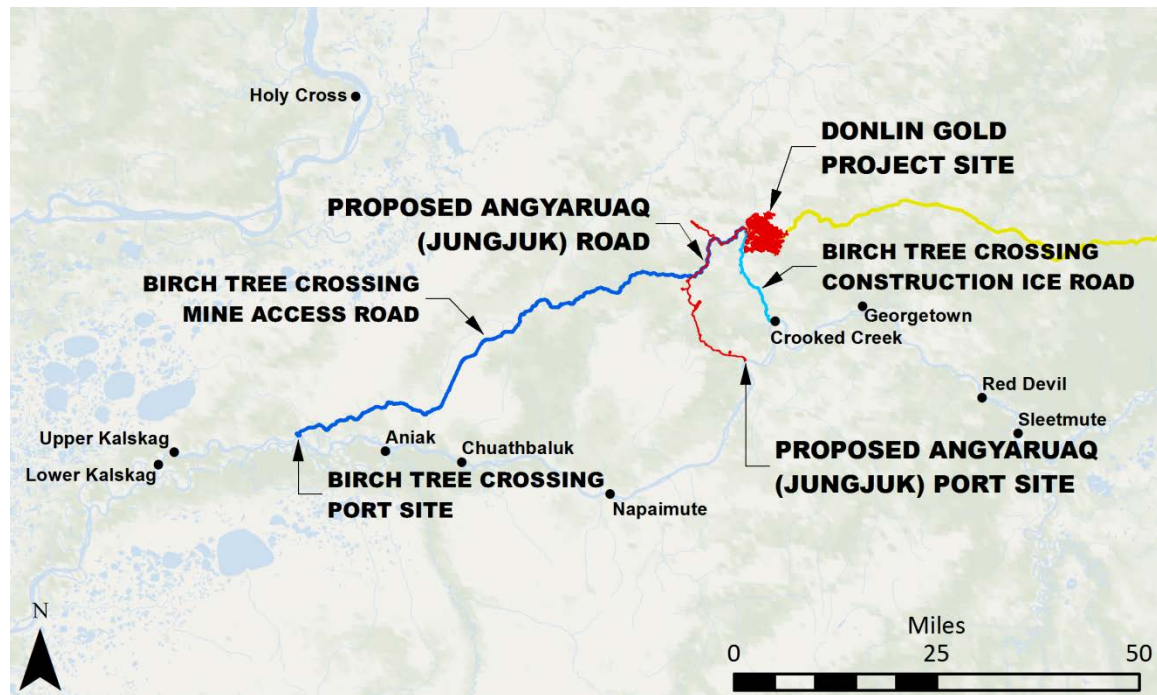 Holy Cross
DONLIN GOLD
PROJECT SITE
PROPOSED ANGYARUAQ
(JUNGJUK) ROAD
BIRCH TREE CROSSING
MINE ACCESS ROAD
BIRCH TREE CROSSING
CONSTRUCTION ICE ROAD
Georgetown
Crooked Creek
Red Devil
Sleetmute
Upper Kalskag
Lower Kalskag
Aniak
Chuathbaluk
BIRCH TREE CROSSING
PORT SITE
Napaimute
PROPOSED ANGYARUAQ
(JUNGJUK) PORT SITE
N
Miles
0 25 50